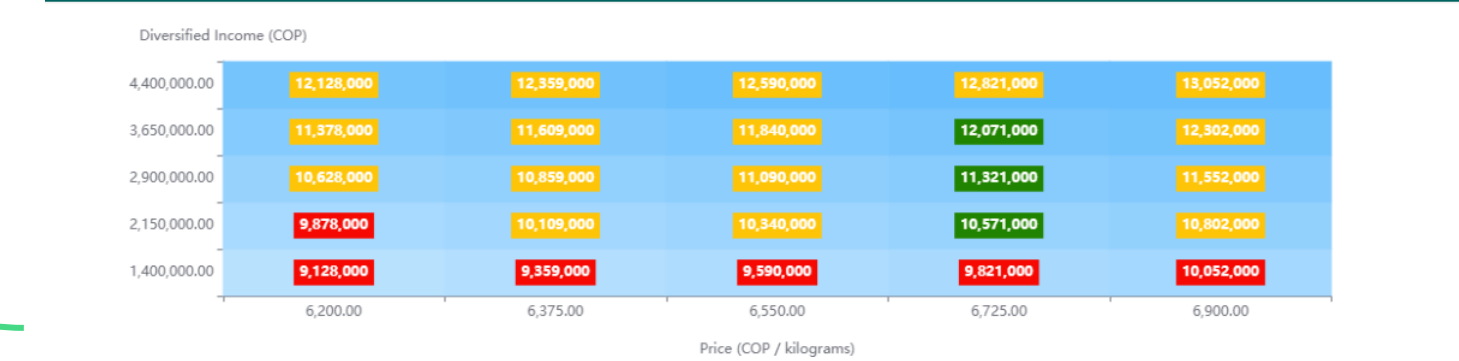 Diversified Income (COP)
4,400,000.00 12,128,000 12,359,000 12,590,000 12,821,000 13,052,000
3,650,000.00 11,378,000 11,609,000 11,840,000 12,071,000 12,302,000
2,900,000.00 10,628,000 10,859,000 11,090,000 11,321,000 11,552,000
2,150,000.00 9,878,000 10,109,000 10,340,000 10,571,000 10,802,000
1,400,000.00 9,128,000 9,359,000 9,590,000 9,821,000 10,052,000
6,200.00 6,375.00 6,550.00 6,725.00 6,900.00
Price (COP / kilograms)